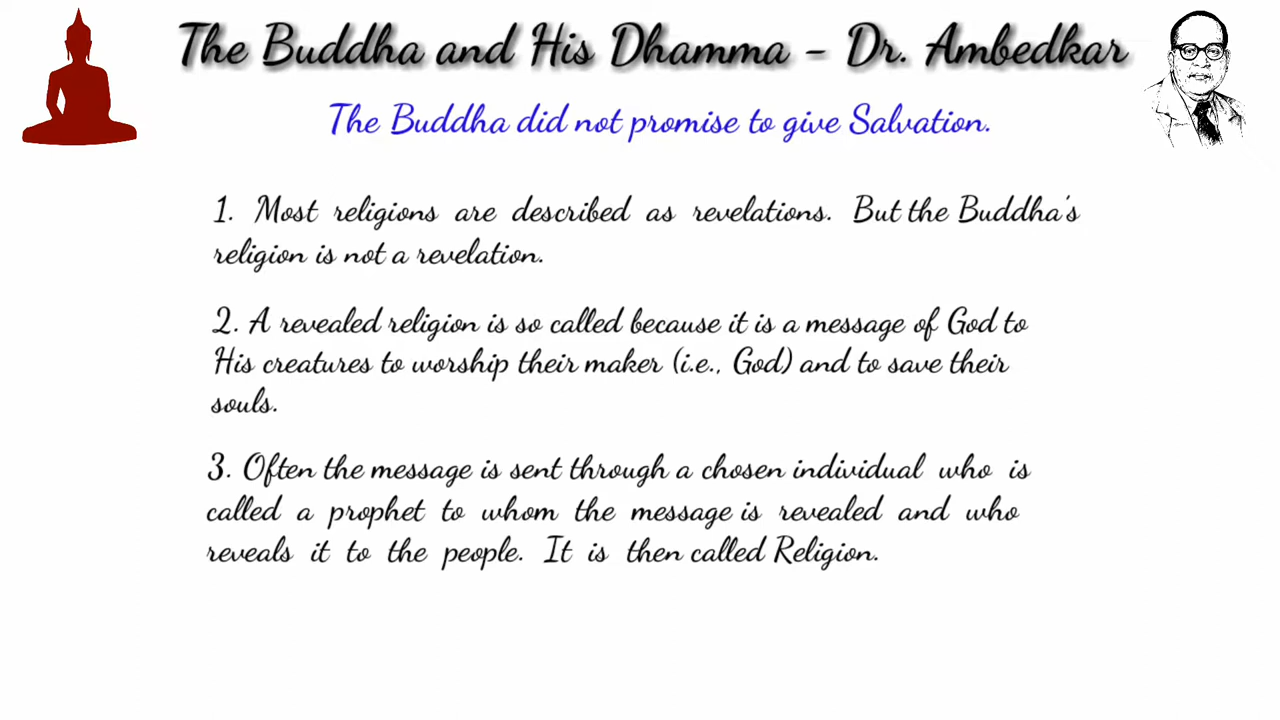 The Buddha and His Dhamma - Dr. Ambedkar
The Buddha did not promise to give Salvation.
1. Most religions are described as revelations. But the Buddha's
religion is not a revelation.
2. A revealed religion is so called because it is a message of God to
His creatures to worship their maker (i.e., God) and to save their
souls.
3. Often the message is sent through a chosen individual who is
called a prophet to whom the message is revealed and who
reveals it to the people. It is then called Religion.